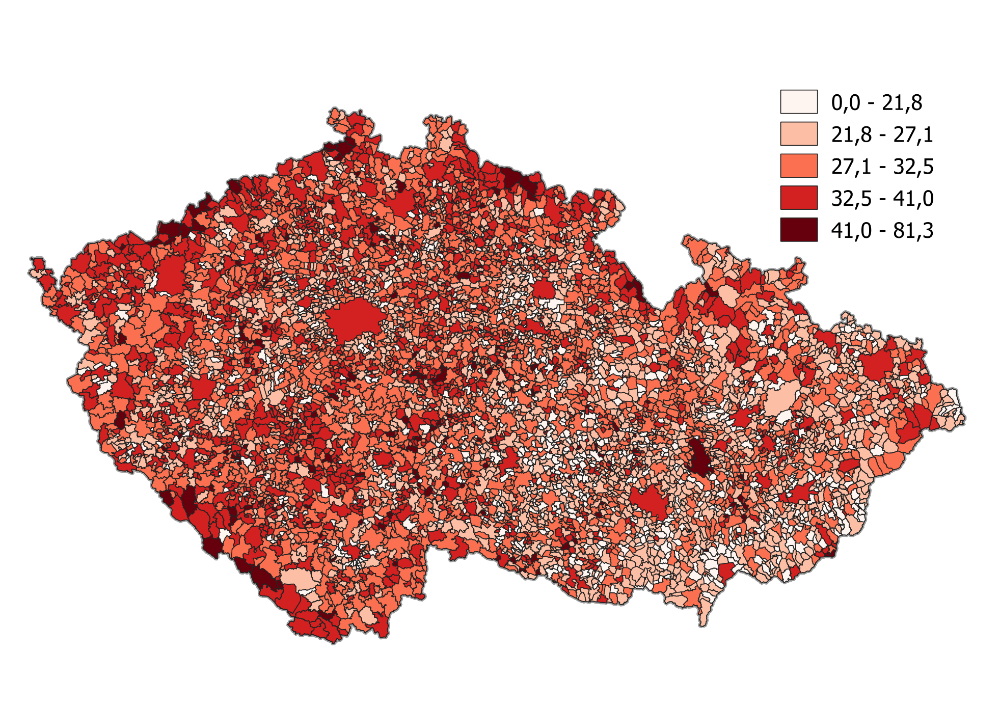 0,0 - 21,8
21,8 - 27,1
27,1 - 32,5
32,5 - 41,0
41,0 - 81,3